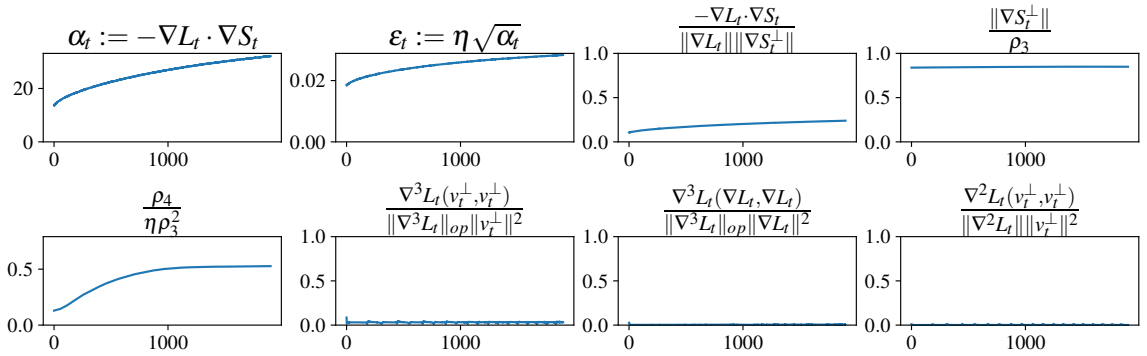 α_t := −∇L_t · ∇S_t
20
0
0 1000
ε_t := η√α_t
0.02
0.00
0 1000
−∇L_t·∇S_t
‖∇L_t‖‖∇S_t^⊥‖
1.0
0.5
0.0
0 1000
‖∇S_t^⊥‖
ρ_3
1.0
0.5
0.0
0 1000
ρ_4
ηρ_3^2
0.5
0.0
0 1000
∇^3L_t(v_t^⊥,v_t^⊥)
‖∇^3L_t‖_{op}‖v_t^⊥‖^2
1.0
0.5
0.0
0 1000
∇^3L_t(∇L_t,∇L_t)
‖∇^3L_t‖_{op}‖∇L_t‖^2
1.0
0.5
0.0
0 1000
∇^2L_t(v_t^⊥,v_t^⊥)
‖∇^2L_t‖‖v_t^⊥‖^2
1.0
0.5
0.0
0 1000